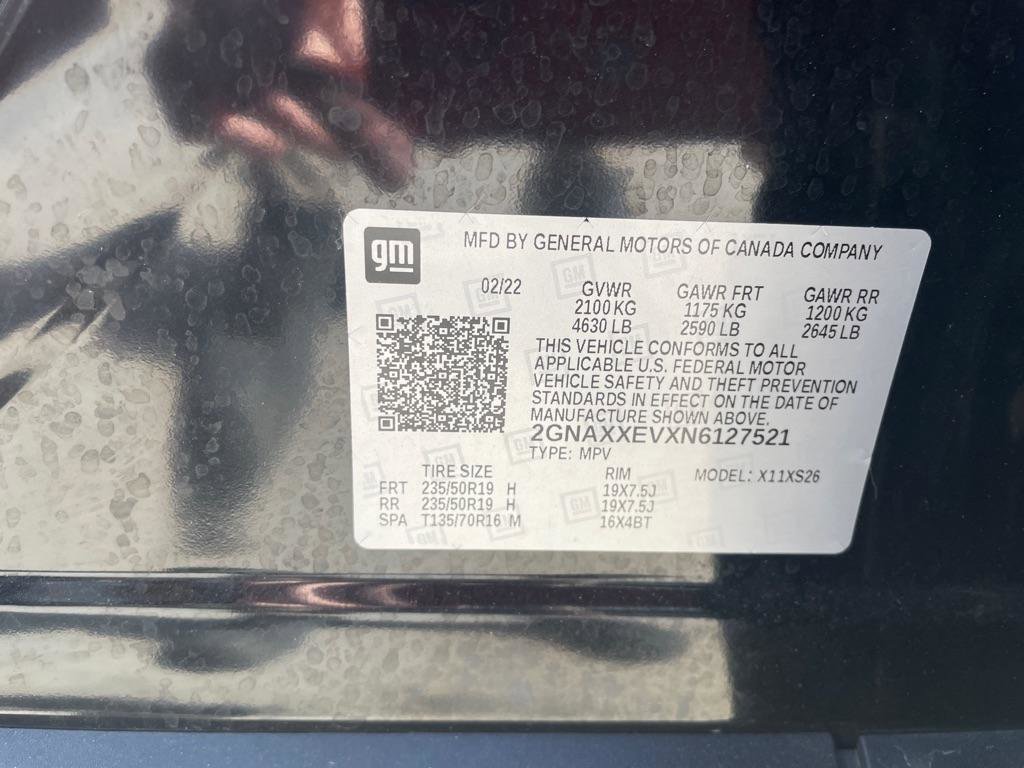 gm
MFD BY GENERAL MOTORS OF CANADA COMPANY
02/22 GVWR GAWR FRT GAWR RR
2100 KG 1175 KG 1200 KG
4630 LB 2590 LB 2645 LB
THIS VEHICLE CONFORMS TO ALL
APPLICABLE U.S. FEDERAL MOTOR
VEHICLE SAFETY AND THEFT PREVENTION
STANDARDS IN EFFECT ON THE DATE OF
MANUFACTURE SHOWN ABOVE.
2GNAXXEVXN6127521
TYPE: MPV
TIRE SIZE RIM MODEL: X11XS26
FRT 235/50R19 H 19X7.5J
RR 235/50R19 H 19X7.5J
SPA T135/70R16 M 16X4BT